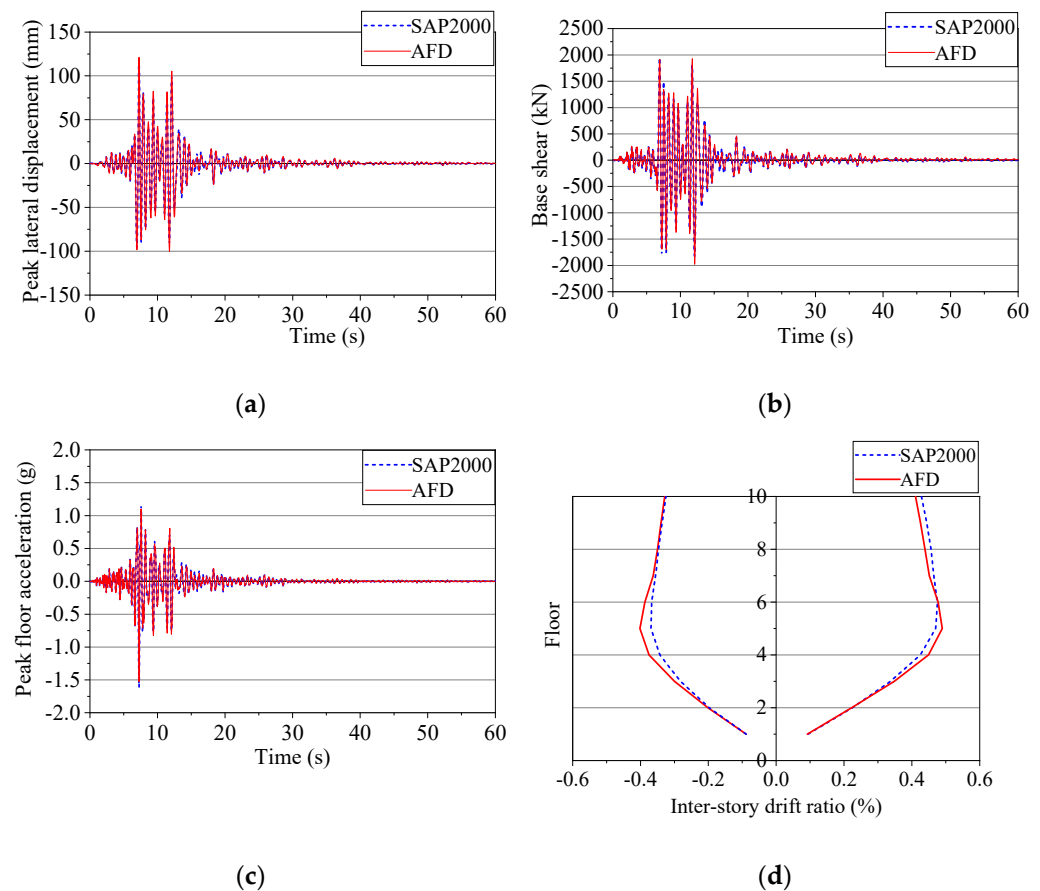 SAP2000
AFD
Peak lateral displacement (mm)
150
100
50
0
-50
-100
-150
0 10 20 30 40 50 60
Time (s)
(a)
SAP2000
AFD
Base shear (kN)
2500
2000
1500
1000
500
0
-500
-1000
-1500
-2000
-2500
0 10 20 30 40 50 60
Time (s)
(b)
SAP2000
AFD
Peak floor acceleration (g)
2.0
1.5
1.0
0.5
0.0
-0.5
-1.0
-1.5
-2.0
0 10 20 30 40 50 60
Time (s)
(c)
SAP2000
AFD
Floor
10
8
6
4
2
0
-0.6 -0.4 -0.2 0.0 0.2 0.4 0.6
Inter-story drift ratio (%)
(d)